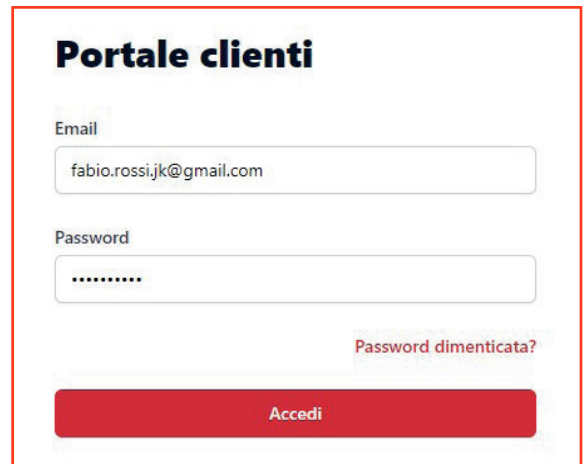 Portale clienti
Email
fabio.rossi.jk@gmail.com
Password
••••••••••
Password dimenticata?
Accedi